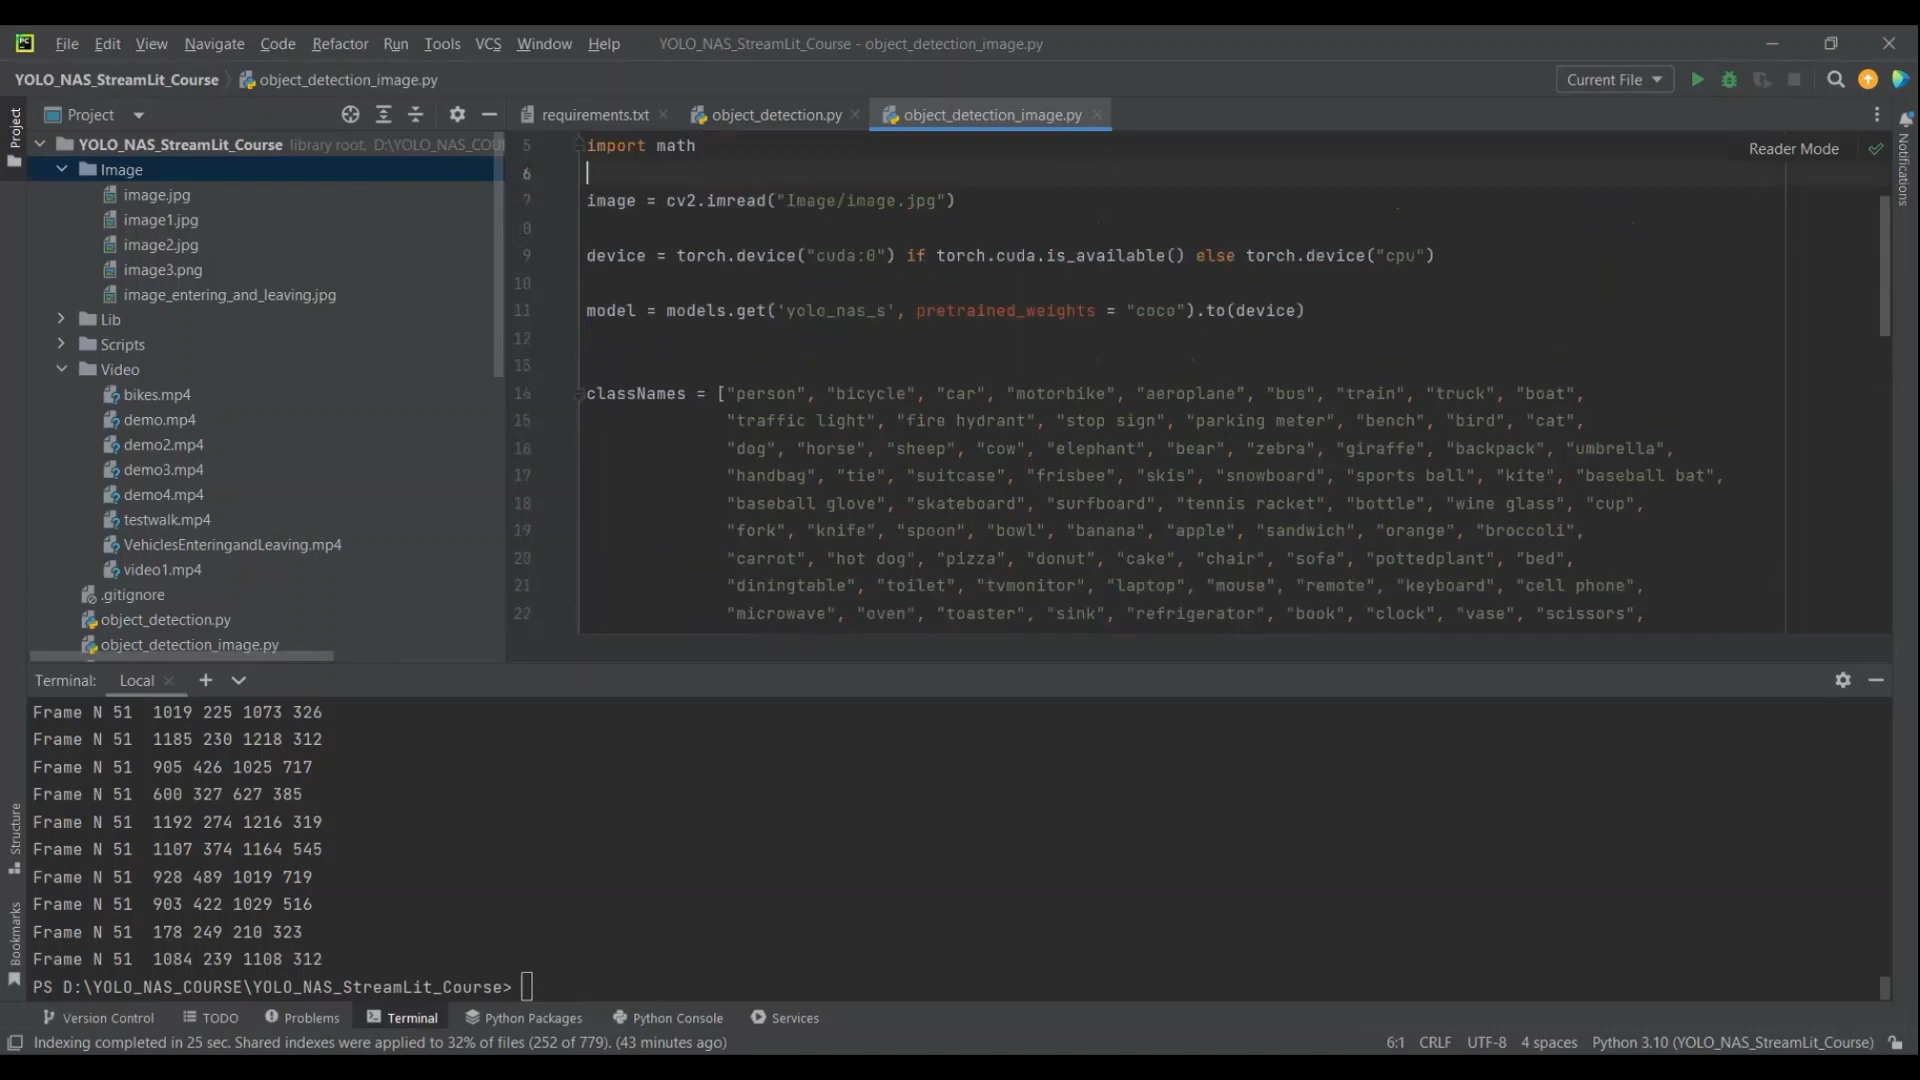 PC File Edit View Navigate Code Refactor Run Tools VCS Window Help YOLO_NAS_StreamLit_Course - object_detection_image.py
YOLO_NAS_StreamLit_Course object_detection_image.py Current File
Project requirements.txt object_detection.py object_detection_image.py
Project
Notifications
YOLO_NAS_StreamLit_Course library root, D:\YOLO_NAS_COU
Image
image.jpg
image1.jpg
image2.jpg
image3.png
image_entering_and_leaving.jpg
Lib
Scripts
Video
bikes.mp4
demo.mp4
demo2.mp4
demo3.mp4
demo4.mp4
testwalk.mp4
VehiclesEnteringandLeaving.mp4
video1.mp4
.gitignore
object_detection.py
object_detection_image.py
Reader Mode
5 import math
6
7 image = cv2.imread("Image/image.jpg")
8
9 device = torch.device("cuda:0") if torch.cuda.is_available() else torch.device("cpu")
10
11 model = models.get('yolo_nas_s', pretrained_weights = "coco").to(device)
12
13
14 classNames = ["person", "bicycle", "car", "motorbike", "aeroplane", "bus", "train", "truck", "boat",
15 "traffic light", "fire hydrant", "stop sign", "parking meter", "bench", "bird", "cat",
16 "dog", "horse", "sheep", "cow", "elephant", "bear", "zebra", "giraffe", "backpack", "umbrella",
17 "handbag", "tie", "suitcase", "frisbee", "skis", "snowboard", "sports ball", "kite", "baseball bat",
18 "baseball glove", "skateboard", "surfboard", "tennis racket", "bottle", "wine glass", "cup",
19 "fork", "knife", "spoon", "bowl", "banana", "apple", "sandwich", "orange", "broccoli",
20 "carrot", "hot dog", "pizza", "donut", "cake", "chair", "sofa", "pottedplant", "bed",
21 "diningtable", "toilet", "tvmonitor", "laptop", "mouse", "remote", "keyboard", "cell phone",
22 "microwave", "oven", "toaster", "sink", "refrigerator", "book", "clock", "vase", "scissors",
Terminal: Local
Frame N 51 1019 225 1073 326
Frame N 51 1185 230 1218 312
Frame N 51 905 426 1025 717
Frame N 51 600 327 627 385
Frame N 51 1192 274 1216 319
Frame N 51 1107 374 1164 545
Frame N 51 928 489 1019 719
Frame N 51 903 422 1029 516
Frame N 51 178 249 210 323
Frame N 51 1084 239 1108 312
PS D:\YOLO_NAS_COURSE\YOLO_NAS_StreamLit_Course>
Structure
Bookmarks
Version Control TODO Problems Terminal Python Packages Python Console Services
Indexing completed in 25 sec. Shared indexes were applied to 32% of files (252 of 779). (43 minutes ago) 6:1 CRLF UTF-8 4 spaces Python 3.10 (YOLO_NAS_StreamLit_Course)